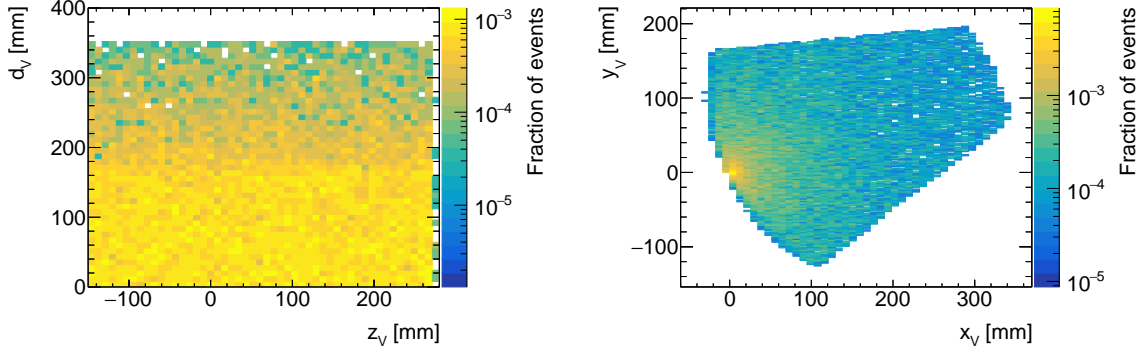 d_V [mm]
400
300
200
100
0
−100 0 100 200
z_V [mm]
10^−3
10^−4
10^−5
Fraction of events
y_V [mm]
200
100
0
−100
0 100 200 300
x_V [mm]
10^−3
10^−4
10^−5
Fraction of events